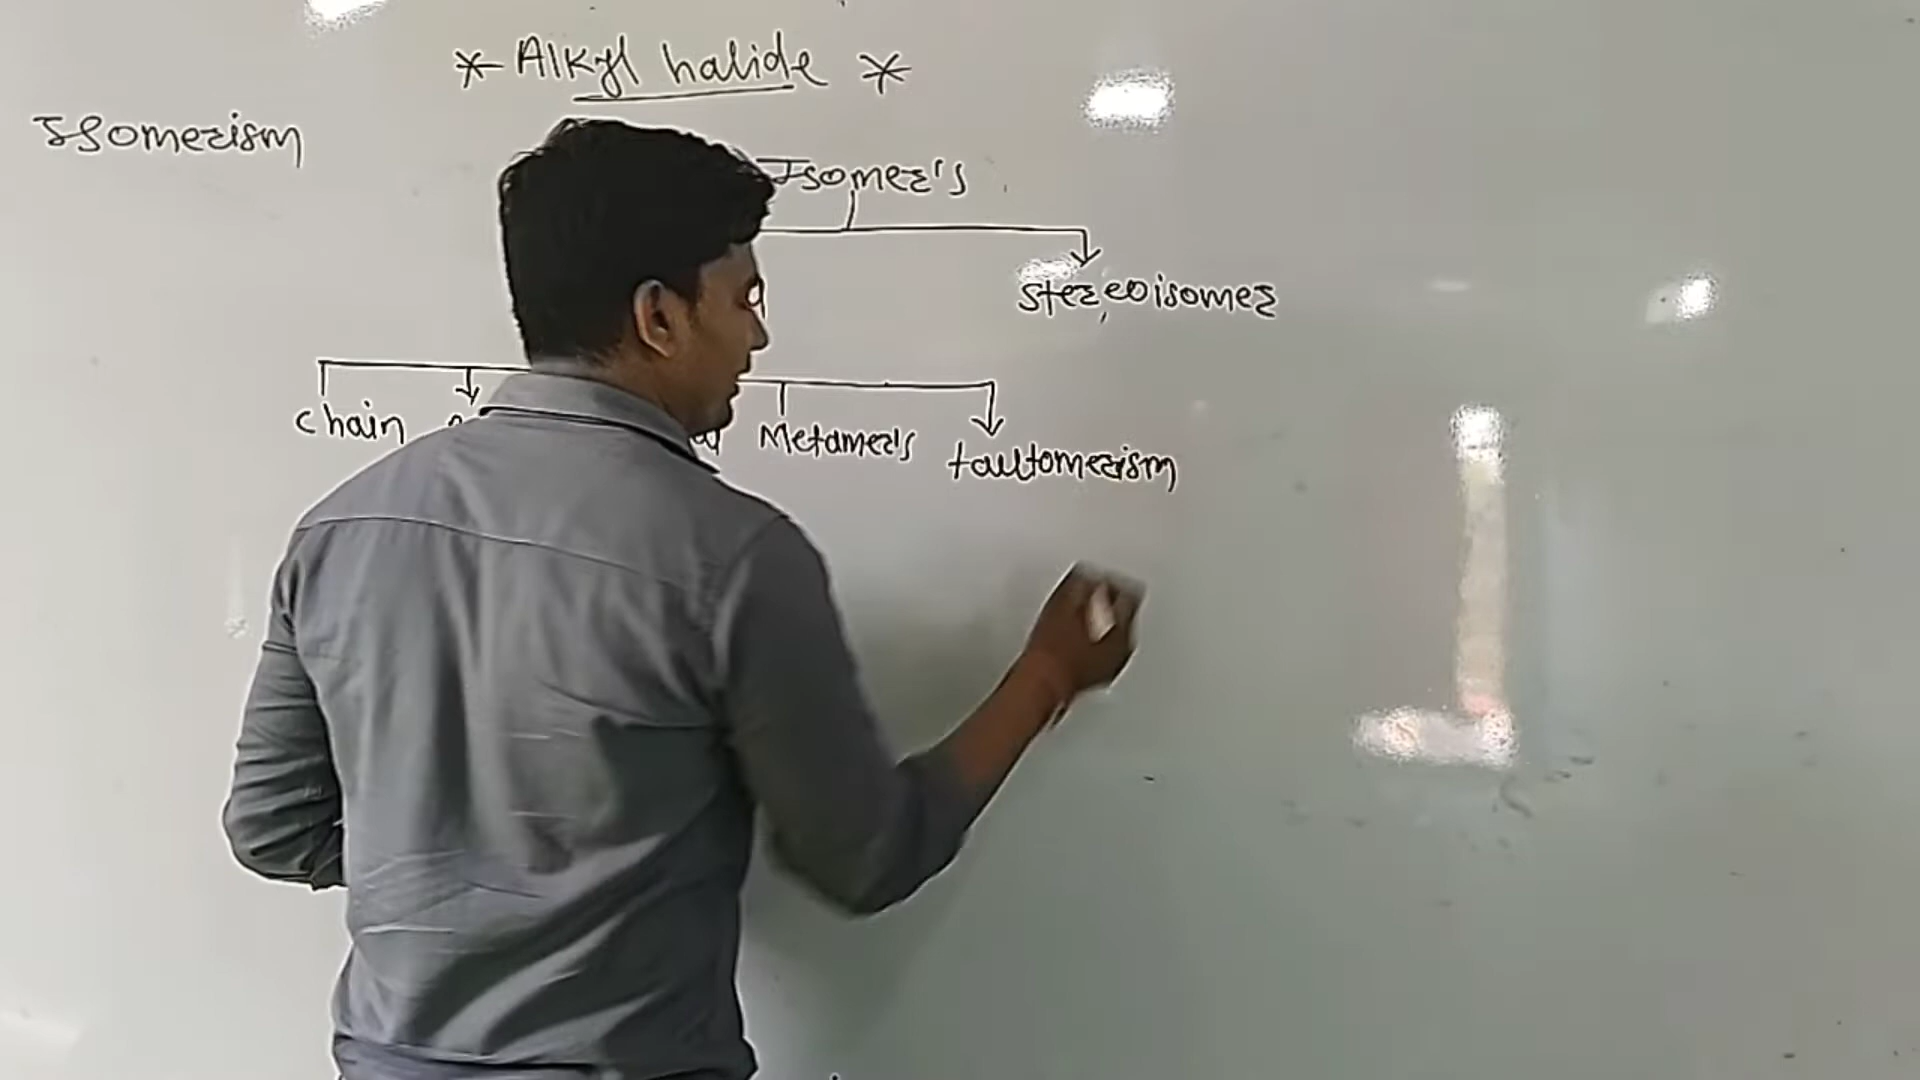 * Alkyl halide *
Isomerism
Isomer's
Stereoisomer
Chain
Metamer's
tautomerism